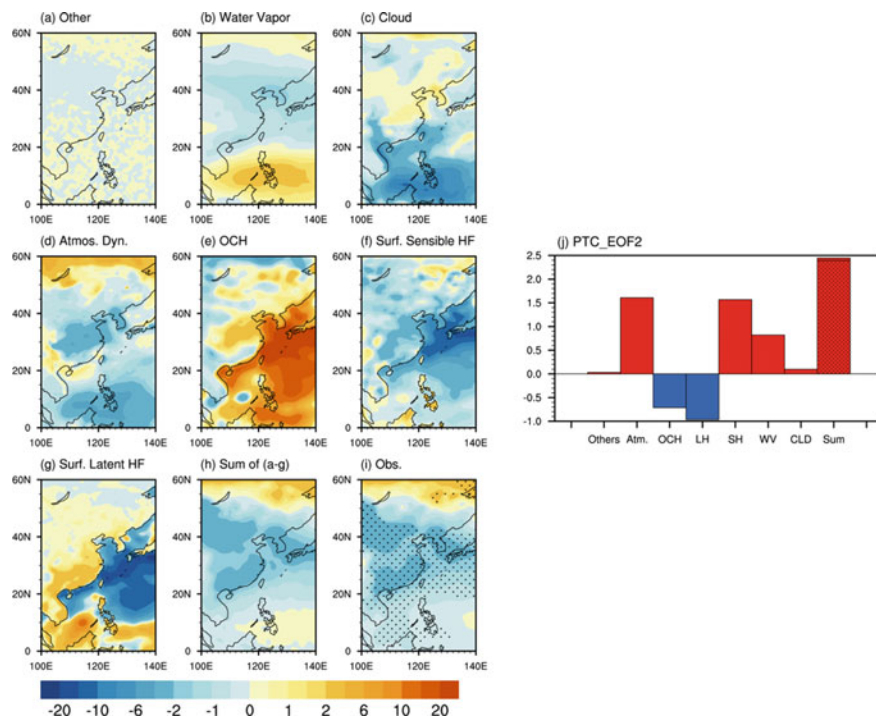 (a) Other
(b) Water Vapor
(c) Cloud
60N
60N
60N
40N
40N
40N
20N
20N
20N
0
0
0
100E 120E 140E
100E 120E 140E
100E 120E 140E
(d) Atmos. Dyn.
(e) OCH
(f) Surf. Sensible HF
60N
60N
60N
40N
40N
40N
20N
20N
20N
0
0
0
100E 120E 140E
100E 120E 140E
100E 120E 140E
(g) Surf. Latent HF
(h) Sum of (a-g)
(i) Obs.
60N
60N
60N
40N
40N
40N
20N
20N
20N
0
0
0
100E 120E 140E
100E 120E 140E
100E 120E 140E
-20 -10 -6 -2 -1 0 1 2 6 10 20
(j) PTC_EOF2
2.5
1.5
1.0
0.5
0.0
-0.5
-1.0
Others Atm. OCH LH SH WV CLD Sum